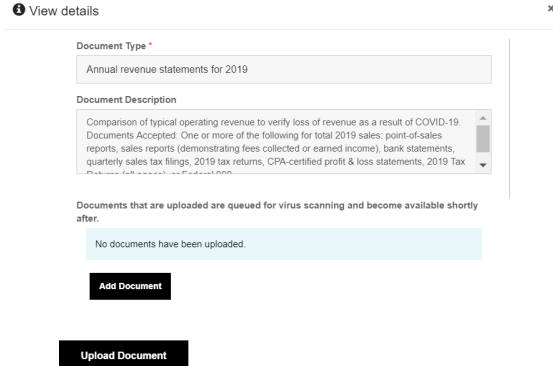 View details
×
Document Type *
Annual revenue statements for 2019
Document Description
Comparison of typical operating revenue to verify loss of revenue as a result of COVID-19.
Documents Accepted: One or more of the following for total 2019 sales: point-of-sales
reports, sales reports (demonstrating fees collected or earned income), bank statements,
quarterly sales tax filings, 2019 tax returns, CPA-certified profit & loss statements, 2019 Tax
Documents that are uploaded are queued for virus scanning and become available shortly
after.
No documents have been uploaded.
Add Document
Upload Document